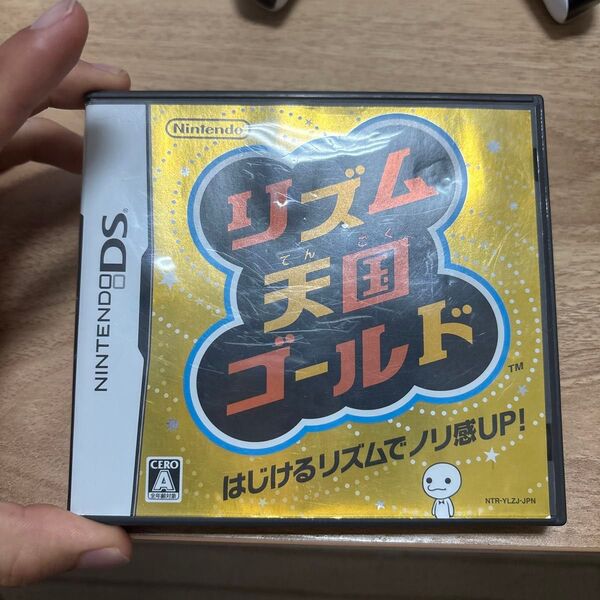 Nintendo
NINTENDO DS
リズム
てんごく
天国
ゴールド
TM
はじけるリズムでノリ感UP!
CERO
A
全年齢対象
NTR-YLZJ-JPN